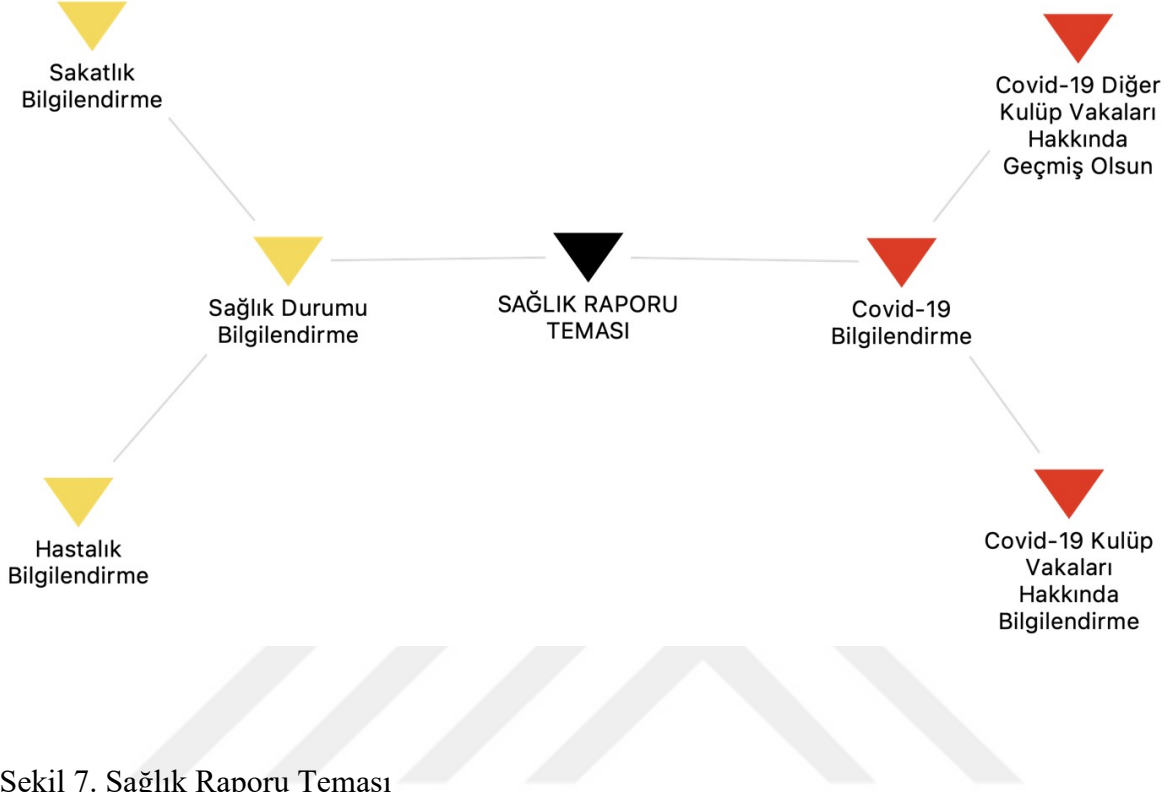 Sakatlık
Bilgilendirme
Covid-19 Diğer
Kulüp Vakaları
Hakkında
Geçmiş Olsun
Sağlık Durumu
Bilgilendirme
SAĞLIK RAPORU
TEMASI
Covid-19
Bilgilendirme
Hastalık
Bilgilendirme
Covid-19 Kulüp
Vakaları
Hakkında
Bilgilendirme
Şekil 7. Sağlık Raporu Teması